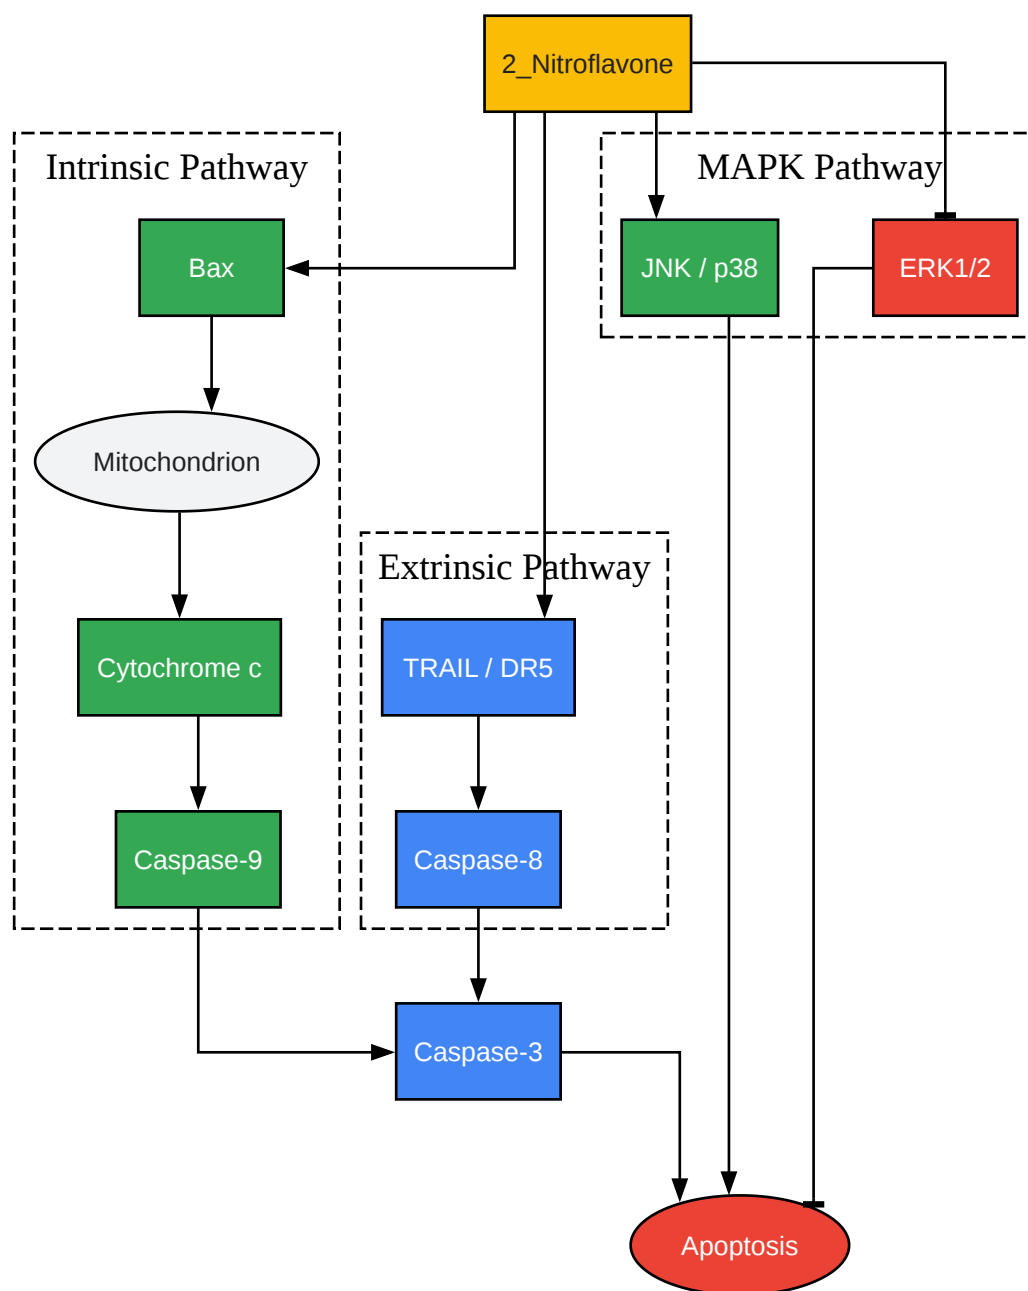 2_Nitroflavone
Intrinsic Pathway
MAPK Pathway
Bax
JNK / p38
ERK1/2
Mitochondrion
Extrinsic Pathway
Cytochrome c
TRAIL / DR5
Caspase-9
Caspase-8
Caspase-3
Apoptosis